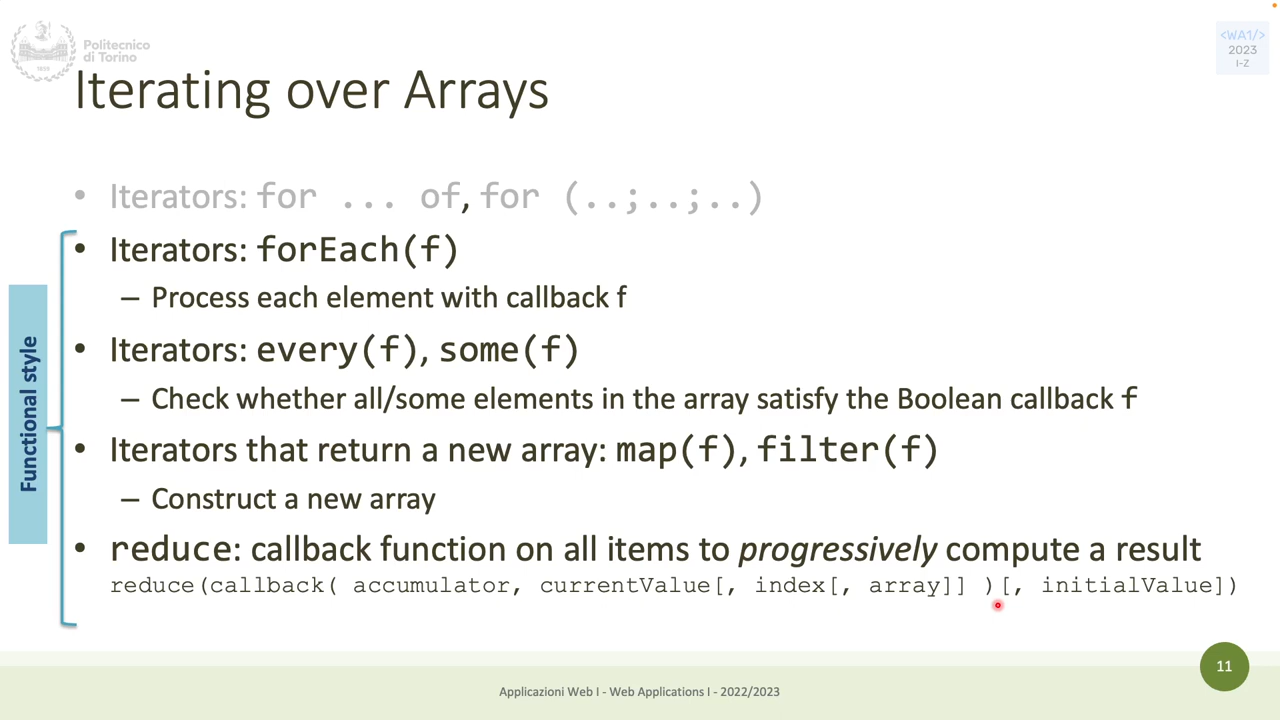 Politecnico
di Torino
1859
<WA1/>
2023
I-Z
Iterating over Arrays
• Iterators: for ... of, for (..;..;..)
• Iterators: forEach(f)
– Process each element with callback f
• Iterators: every(f), some(f)
– Check whether all/some elements in the array satisfy the Boolean callback f
• Iterators that return a new array: map(f), filter(f)
– Construct a new array
• reduce: callback function on all items to progressively compute a result
reduce(callback( accumulator, currentValue[, index[, array]] )[, initialValue])
Functional style
11
Applicazioni Web I - Web Applications I - 2022/2023